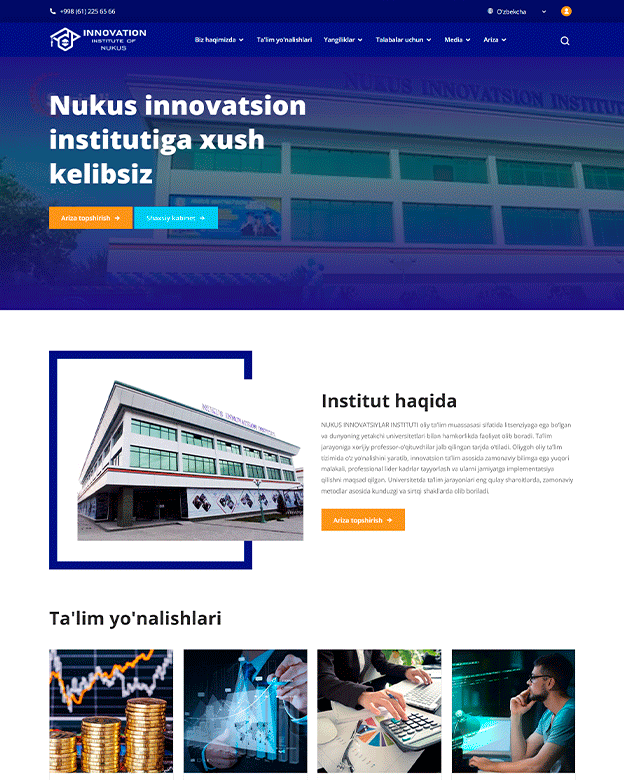 +998 (61) 225 65 66
O'zbekcha
INNOVATION
INSTITUTE OF
NUKUS
Biz haqimizda
Ta'lim yo'nalishlari
Yangiliklar
Talabalar uchun
Media
Ariza
NUKUS INNOVATSION INSTITUTI
Nukus innovatsion
institutiga xush
kelibsiz
Ariza topshirish
Shaxsiy kabinet
NUKUS INNOVATSION INSTITUTI
Institut haqida
NUKUS INNOVATSIYLAR INSTITUTI oliy ta'lim muassasasi sifatida litsenziyaga ega bo'lgan
va dunyoning yetakchi universitetlari bilan hamkorlikda faoliyat olib boradi. Ta'lim
jarayoniga xorijiy professor-o'qituvchilar jalb qilingan tarzda o'tiladi. Oliygoh oliy ta'lim
tizimida o'z yo'nalishini yaratib, innovatsion ta'lim asosida zamonaviy bilimga ega yuqori
malakali, professional lider kadrlar tayyorlash va ularni jamiyatga implementatsiya
qilishni maqsad qilgan. Universitetda ta'lim jarayonlari eng qulay sharoitlarda, zamonaviy
metodlar asosida kunduzgi va sirtqi shakllarda olib boriladi.
Ariza topshirish
Ta'lim yo'nalishlari